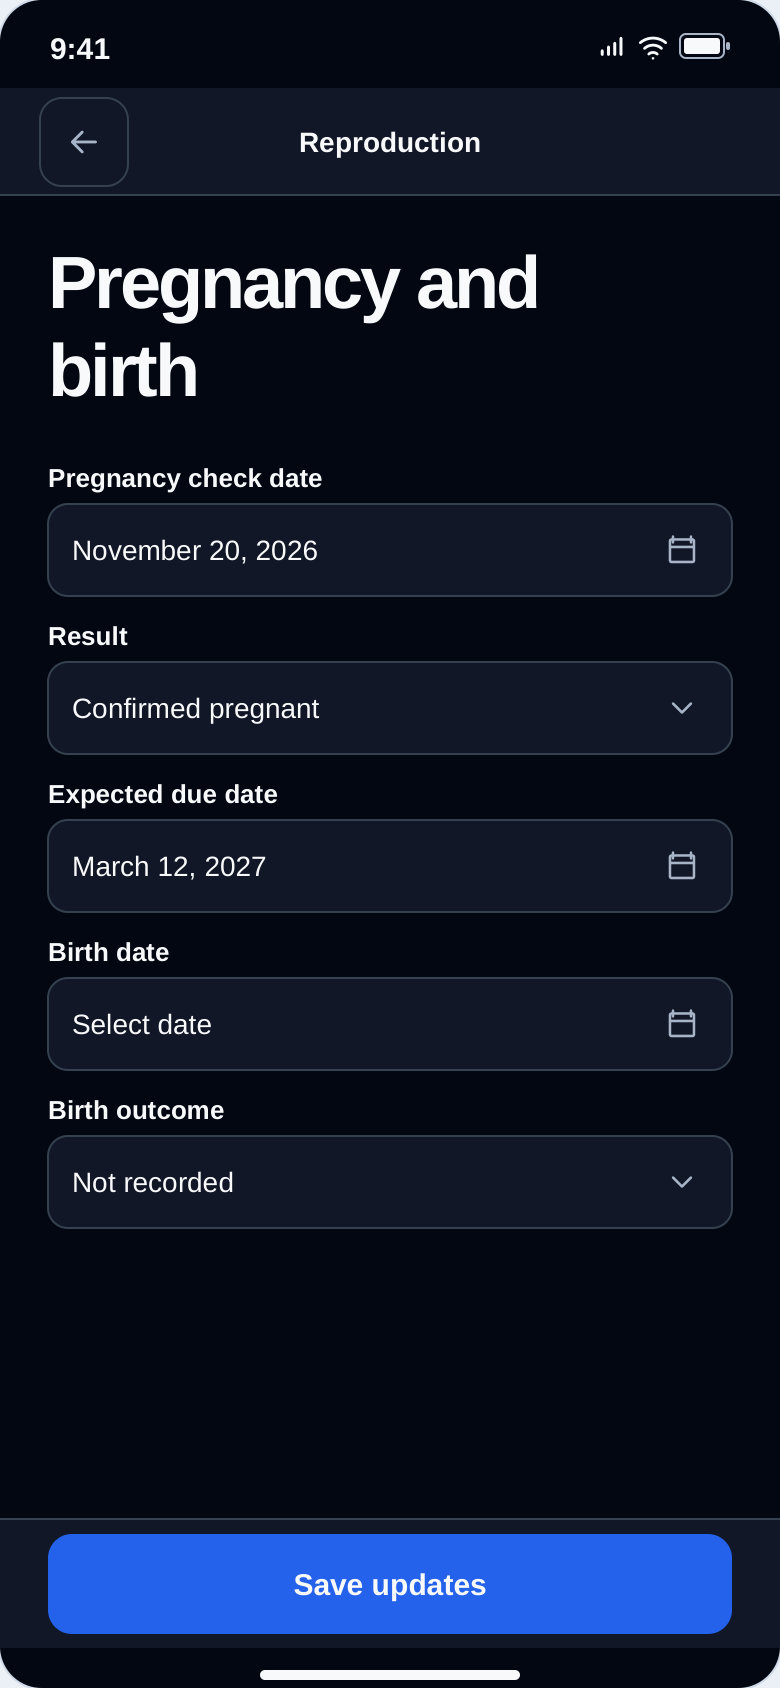 9:41
Reproduction
Pregnancy and
birth
Pregnancy check date
November 20, 2026
Result
Confirmed pregnant
Expected due date
March 12, 2027
Birth date
Select date
Birth outcome
Not recorded
Save updates